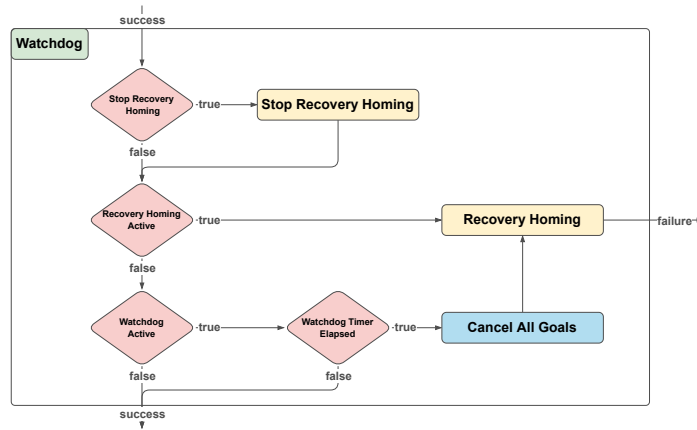 success
Watchdog
Stop Recovery
Homing
true
Stop Recovery Homing
false
Recovery Homing
Active
true
Recovery Homing
failure
false
Watchdog
Active
true
Watchdog Timer
Elapsed
true
Cancel All Goals
false
false
success